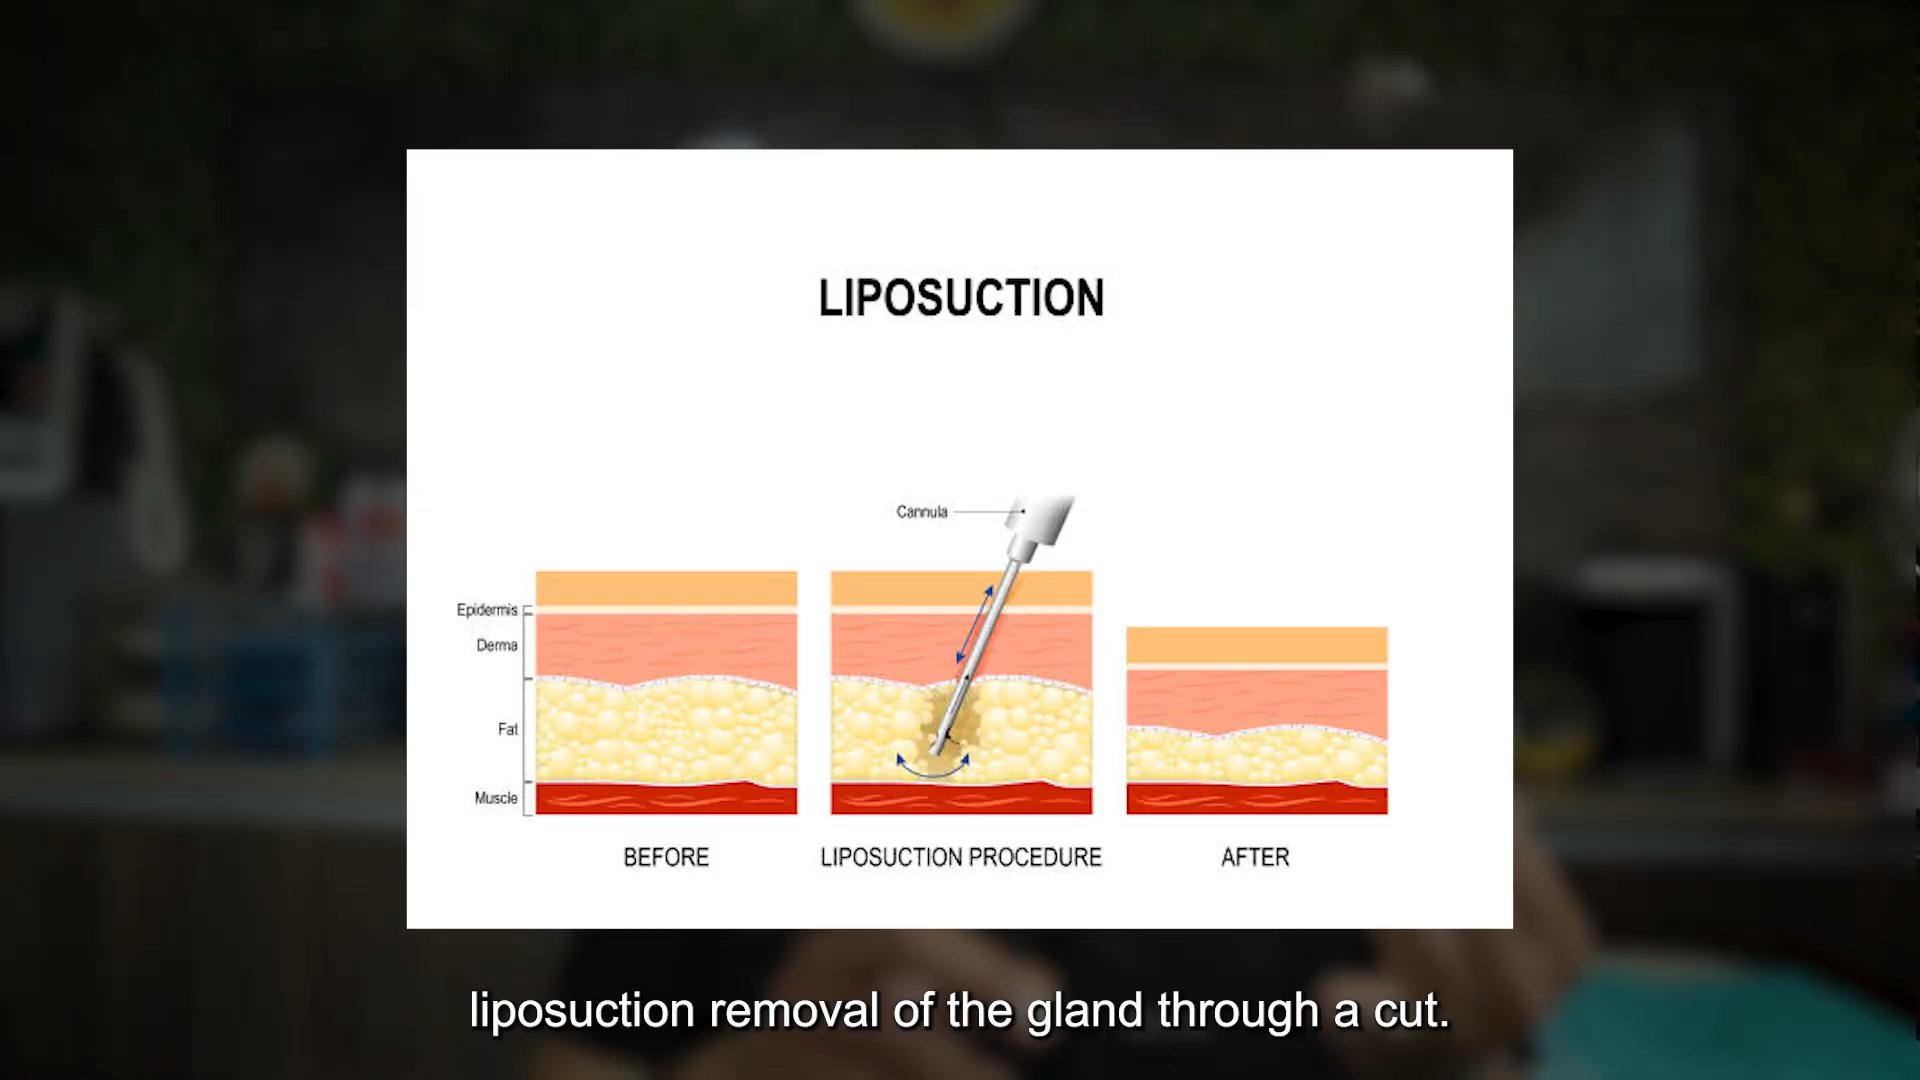 LIPOSUCTION
Cannula
Epidermis
Derma
Fat
Muscle
BEFORE
LIPOSUCTION PROCEDURE
AFTER
liposuction removal of the gland through a cut.